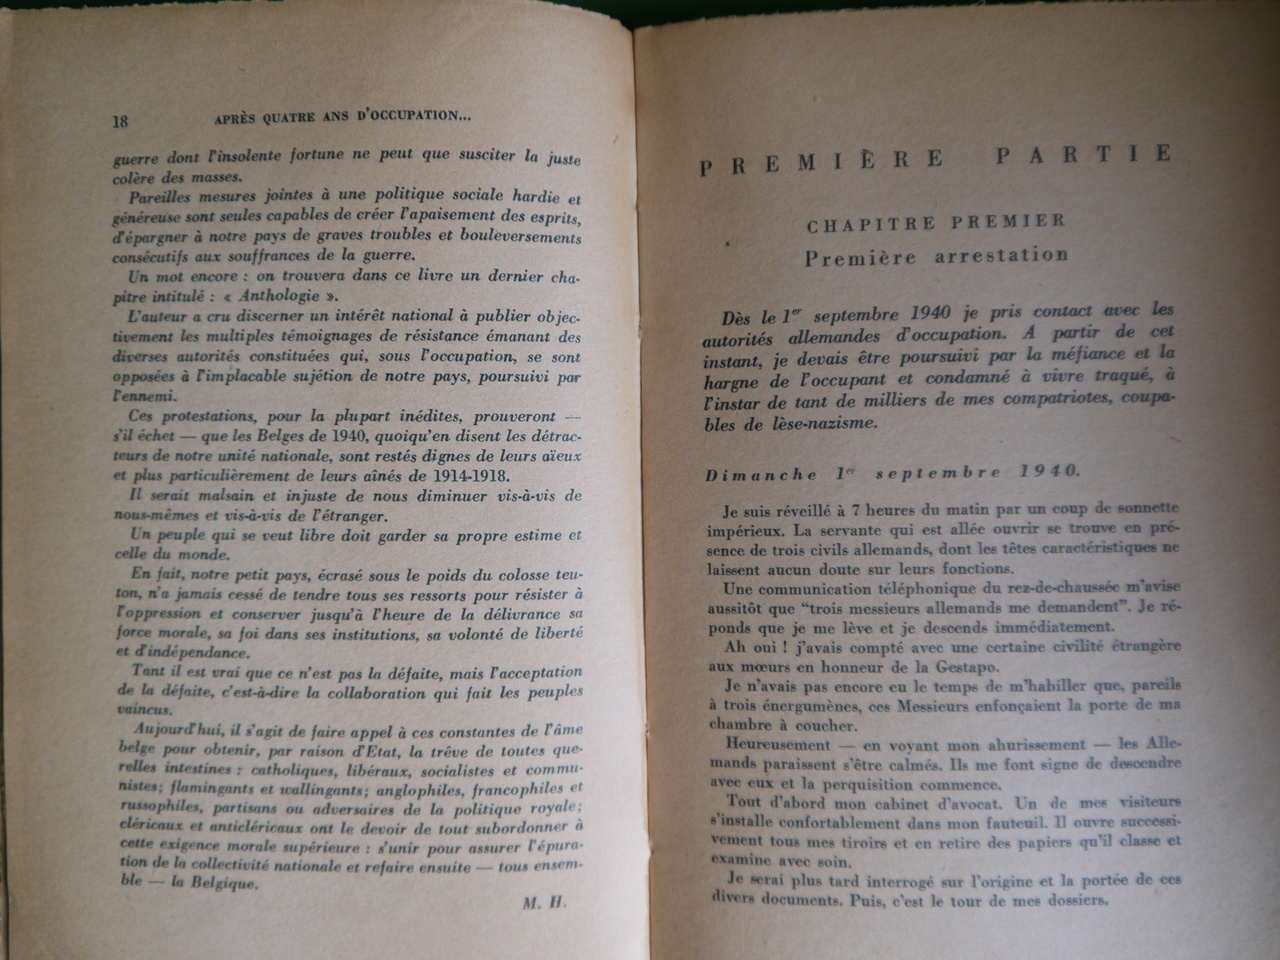 18 APRÈS QUATRE ANS D'OCCUPATION...
guerre dont l'insolente fortune ne peut que susciter la juste
colère des masses.
Pareilles mesures jointes à une politique sociale hardie et
généreuse sont seules capables de créer l'apaisement des esprits,
d'épargner à notre pays de graves troubles et bouleversements
consécutifs aux souffrances de la guerre.
Un mot encore : on trouvera dans ce livre un dernier cha-
pitre intitulé : « Anthologie ».
L'auteur a cru discerner un intérêt national à publier objec-
tivement les multiples témoignages de résistance émanant des
diverses autorités constituées qui, sous l'occupation, se sont
opposées à l'implacable sujétion de notre pays, poursuivi par
l'ennemi.
Ces protestations, pour la plupart inédites, prouveront —
s'il échet — que les Belges de 1940, quoiqu'en disent les détrac-
teurs de notre unité nationale, sont restés dignes de leurs aïeux
et plus particulièrement de leurs aînés de 1914-1918.
Il serait malsain et injuste de nous diminuer vis-à-vis de
nous-mêmes et vis-à-vis de l'étranger.
Un peuple qui se veut libre doit garder sa propre estime et
celle du monde.
En fait, notre petit pays, écrasé sous le poids du colosse teu-
ton, n'a jamais cessé de tendre tous ses ressorts pour résister à
l'oppression et conserver jusqu'à l'heure de la délivrance sa
force morale, sa foi dans ses institutions, sa volonté de liberté
et d'indépendance.
Tant il est vrai que ce n'est pas la défaite, mais l'acceptation
de la défaite, c'est-à-dire la collaboration qui fait les peuples
vaincus.
Aujourd'hui, il s'agit de faire appel à ces constantes de l'âme
belge pour obtenir, par raison d'Etat, la trêve de toutes que-
relles intestines : catholiques, libéraux, socialistes et commu-
nistes; flamingants et wallingants; anglophiles, francophiles et
russophiles, partisans ou adversaires de la politique royale;
cléricaux et anticléricaux ont le devoir de tout subordonner à
cette exigence morale supérieure : s'unir pour assurer l'épura-
tion de la collectivité nationale et refaire ensuite — tous ensem-
ble — la Belgique.
M. H.
PREMIÈRE PARTIE
CHAPITRE PREMIER
Première arrestation
Dès le 1er septembre 1940 je pris contact avec les
autorités allemandes d'occupation. A partir de cet
instant, je devais être poursuivi par la méfiance et la
hargne de l'occupant et condamné à vivre traqué, à
l'instar de tant de milliers de mes compatriotes, coupa-
bles de lèse-nazisme.
Dimanche 1er septembre 1940.
Je suis réveillé à 7 heures du matin par un coup de sonnette
impérieux. La servante qui est allée ouvrir se trouve en pré-
sence de trois civils allemands, dont les têtes caractéristiques ne
laissent aucun doute sur leurs fonctions.
Une communication téléphonique du rez-de-chaussée m'avise
aussitôt que "trois messieurs allemands me demandent". Je ré-
ponds que je me lève et je descends immédiatement.
Ah oui ! j'avais compté avec une certaine civilité étrangère
aux mœurs en honneur de la Gestapo.
Je n'avais pas encore eu le temps de m'habiller que, pareils
à trois énergumènes, ces Messieurs enfonçaient la porte de ma
chambre à coucher.
Heureusement — en voyant mon ahurissement — les Alle-
mands paraissent s'être calmés. Ils me font signe de descendre
avec eux et la perquisition commence.
Tout d'abord mon cabinet d'avocat. Un de mes visiteurs
s'installe confortablement dans mon fauteuil. Il ouvre successi-
vement tous mes tiroirs et en retire des papiers qu'il classe et
examine avec soin.
Je serai plus tard interrogé sur l'origine et la portée de ces
divers documents. Puis, c'est le tour de mes dossiers.